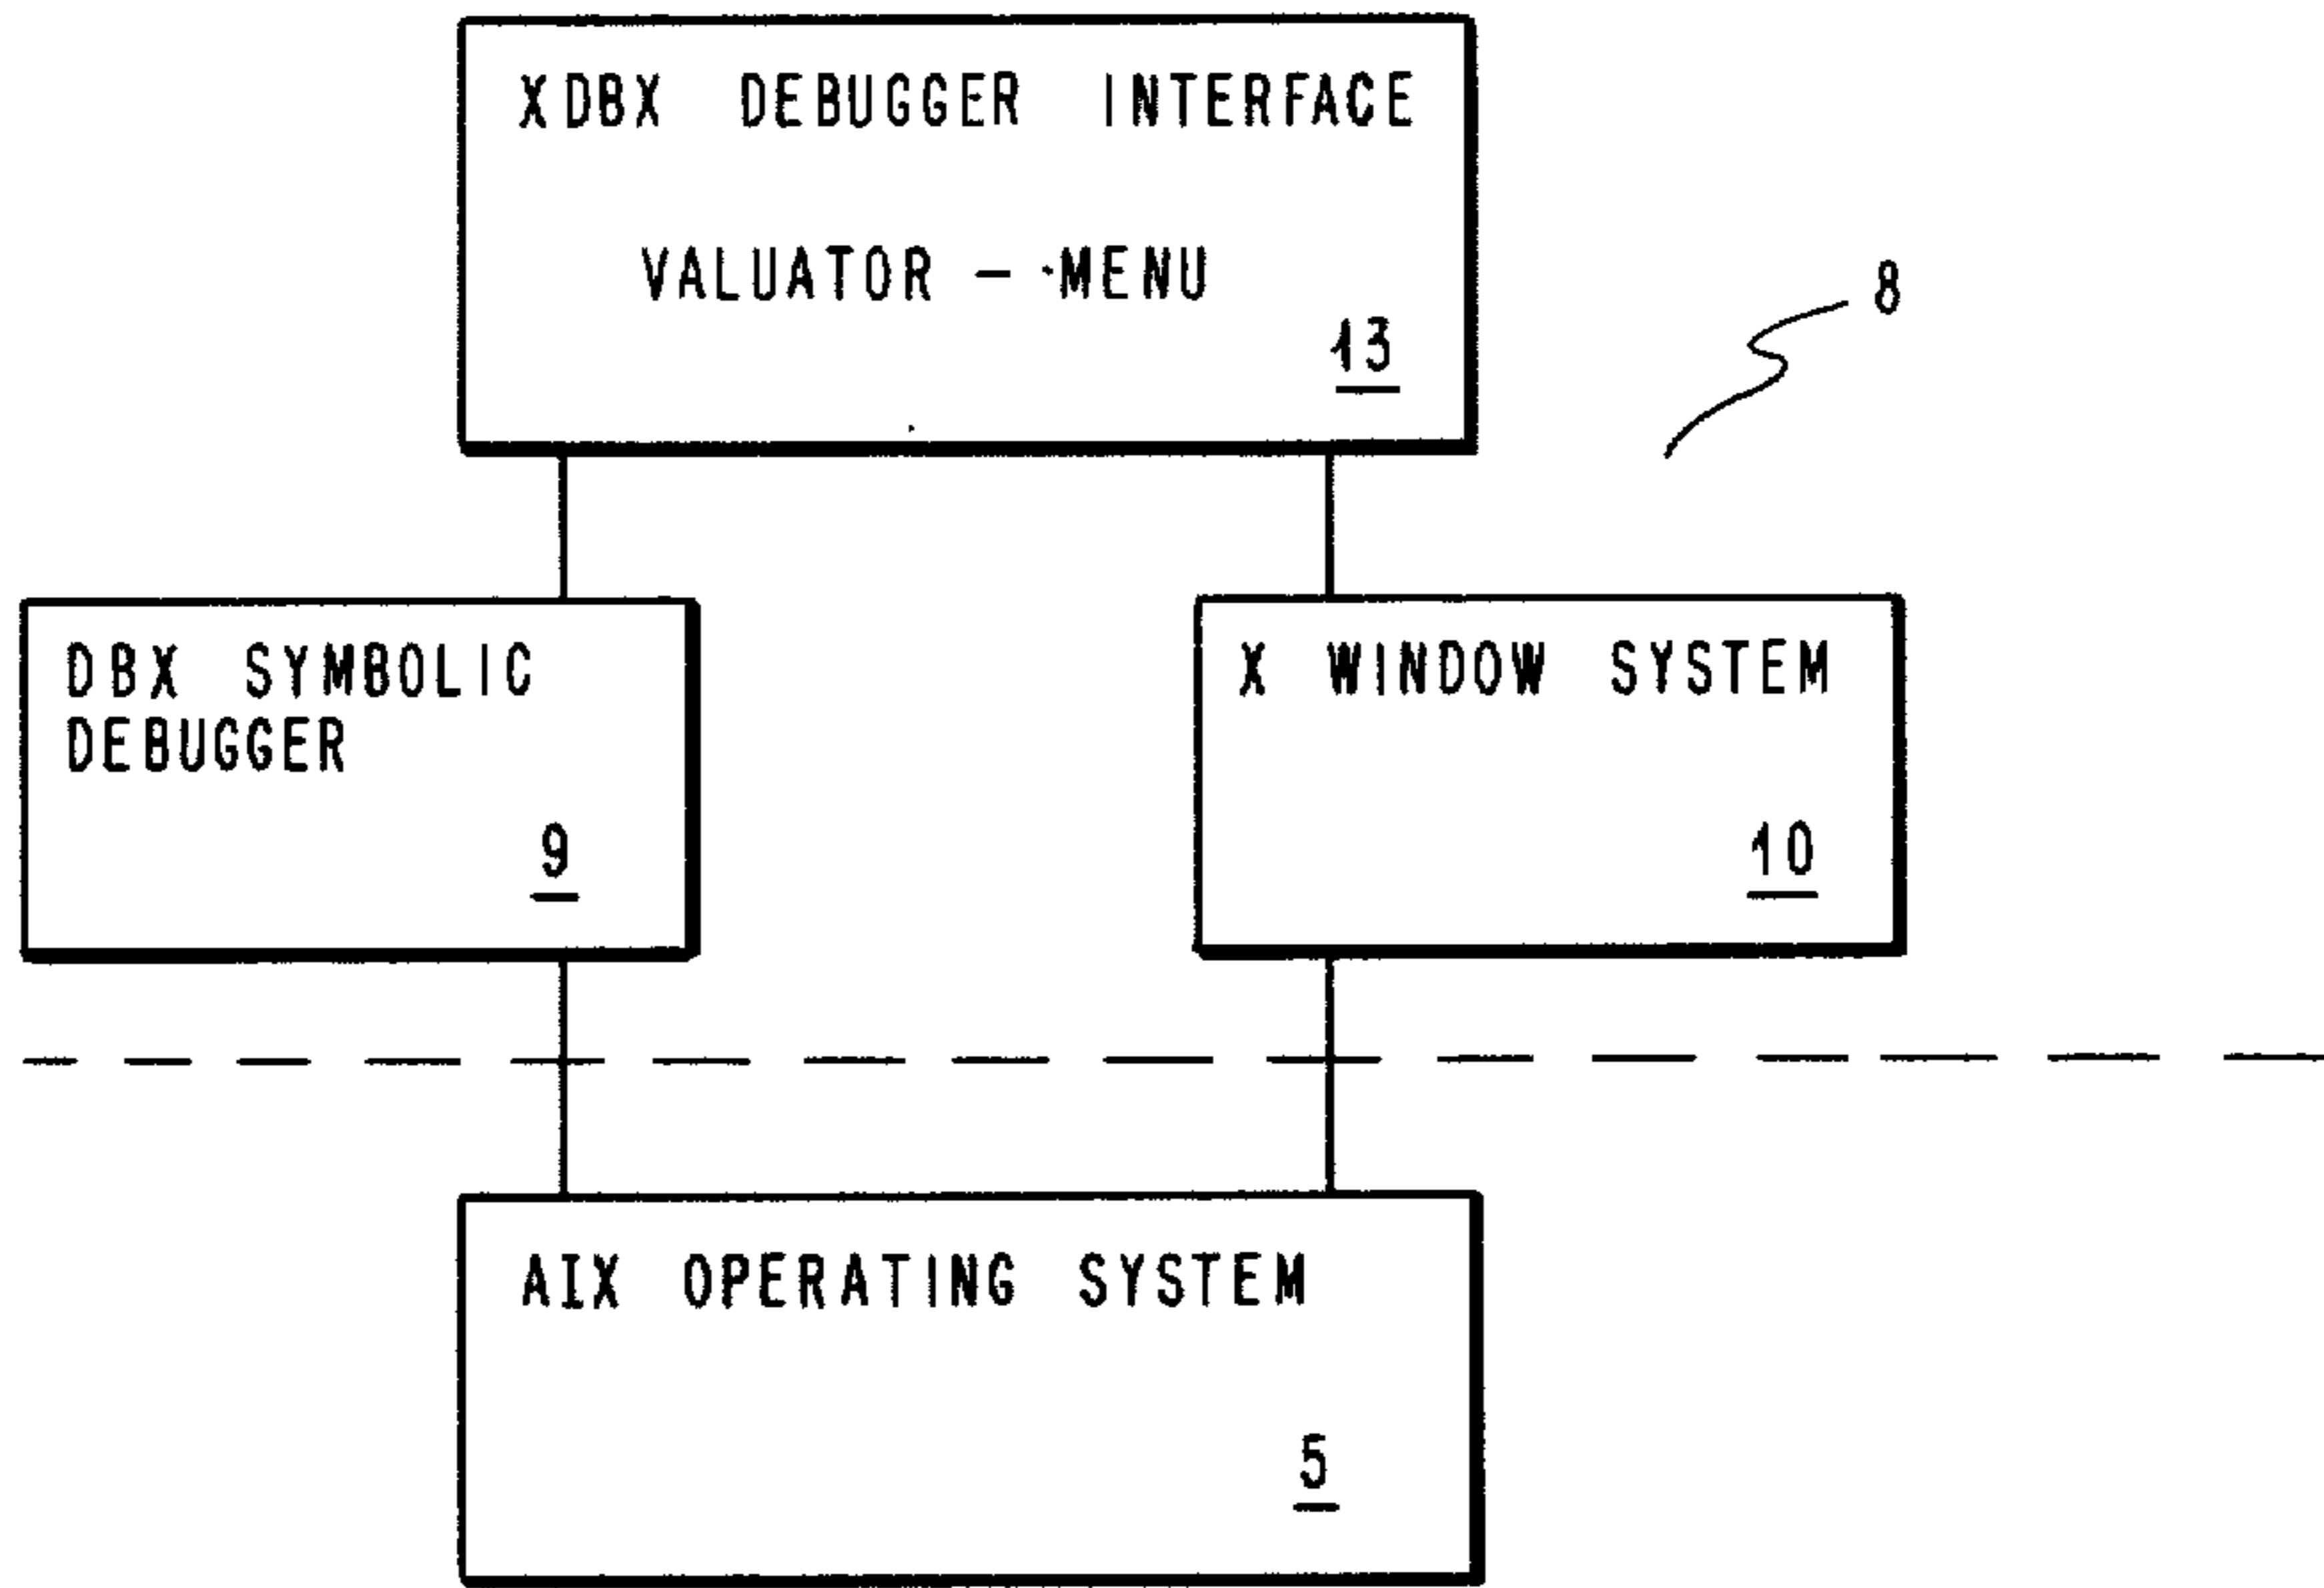 XDBX DEBUGGER INTERFACE
VALUATOR - MENU
13
8
DBX SYMBOLIC
DEBUGGER
9
X WINDOW SYSTEM
10
AIX OPERATING SYSTEM
5